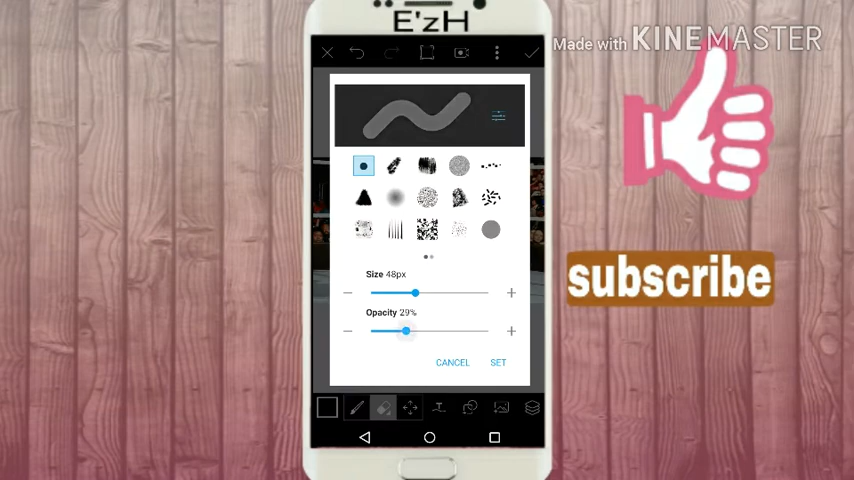 E'zH
Made with KINEMASTER
Size 48px
Opacity 29%
CANCEL SET
subscribe